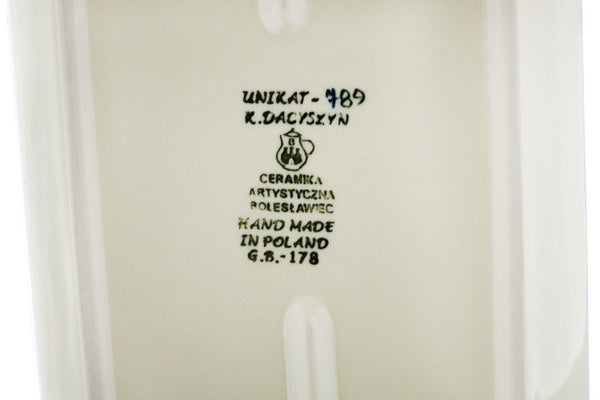 UNIKAT - 789
K. DACYSZYN
B
CERAMIKA
ARTYSTYCZNA
BOLESŁAWIEC
HAND MADE
IN POLAND
G.B.-178